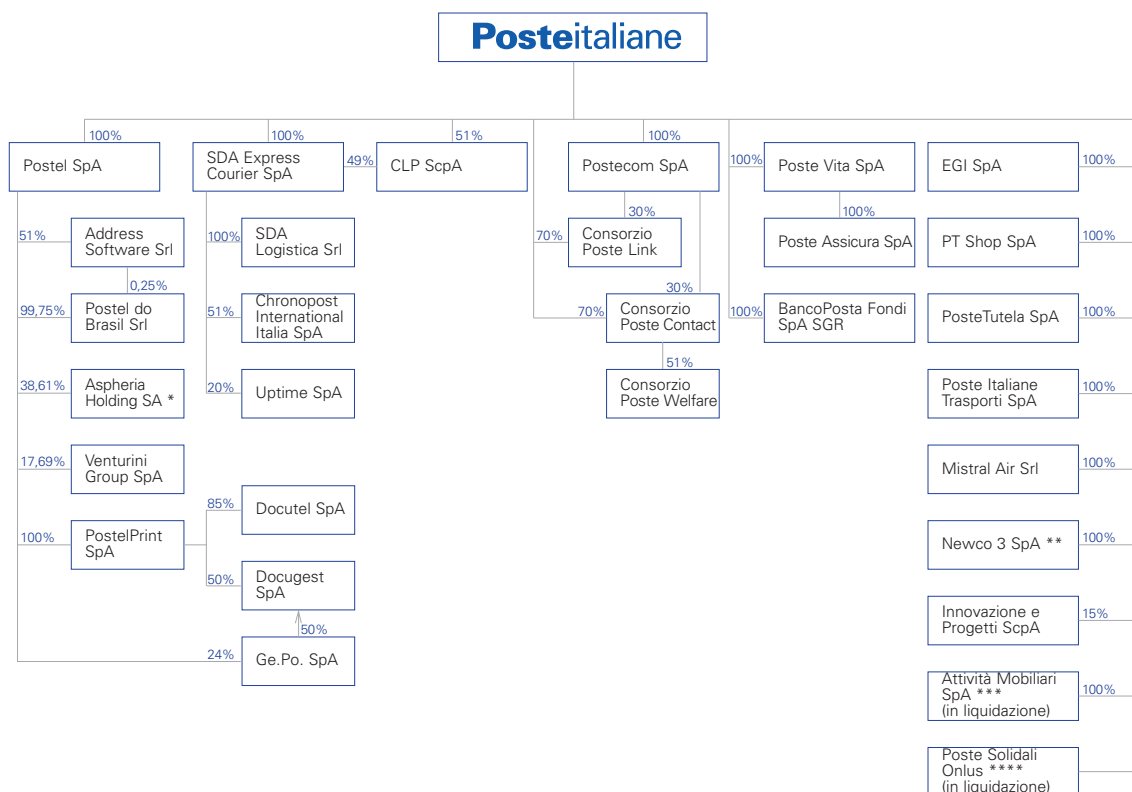 Posteitaliane
100%
Postel SpA
51%
Address
Software Srl
0,25%
99,75%
Postel do
Brasil Srl
38,61%
Aspheria
Holding SA *
17,69%
Venturini
Group SpA
100%
PostelPrint
SpA
85%
Docutel SpA
50%
Docugest
SpA
50%
24%
Ge.Po. SpA
100%
SDA Express
Courier SpA
100%
SDA
Logistica Srl
51%
Chronopost
International
Italia SpA
20%
Uptime SpA
49%
51%
CLP ScpA
100%
Postecom SpA
30%
70%
Consorzio
Poste Link
30%
70%
Consorzio
Poste Contact
51%
Consorzio
Poste Welfare
100%
Poste Vita SpA
100%
Poste Assicura SpA
100%
BancoPosta Fondi
SpA SGR
EGI SpA
100%
PT Shop SpA
100%
PosteTutela SpA
100%
Poste Italiane
Trasporti SpA
100%
Mistral Air Srl
100%
Newco 3 SpA **
100%
Innovazione e
Progetti ScpA
15%
Attività Mobiliari
SpA ***
(in liquidazione)
100%
Poste Solidali
Onlus ****
(in liquidazione)